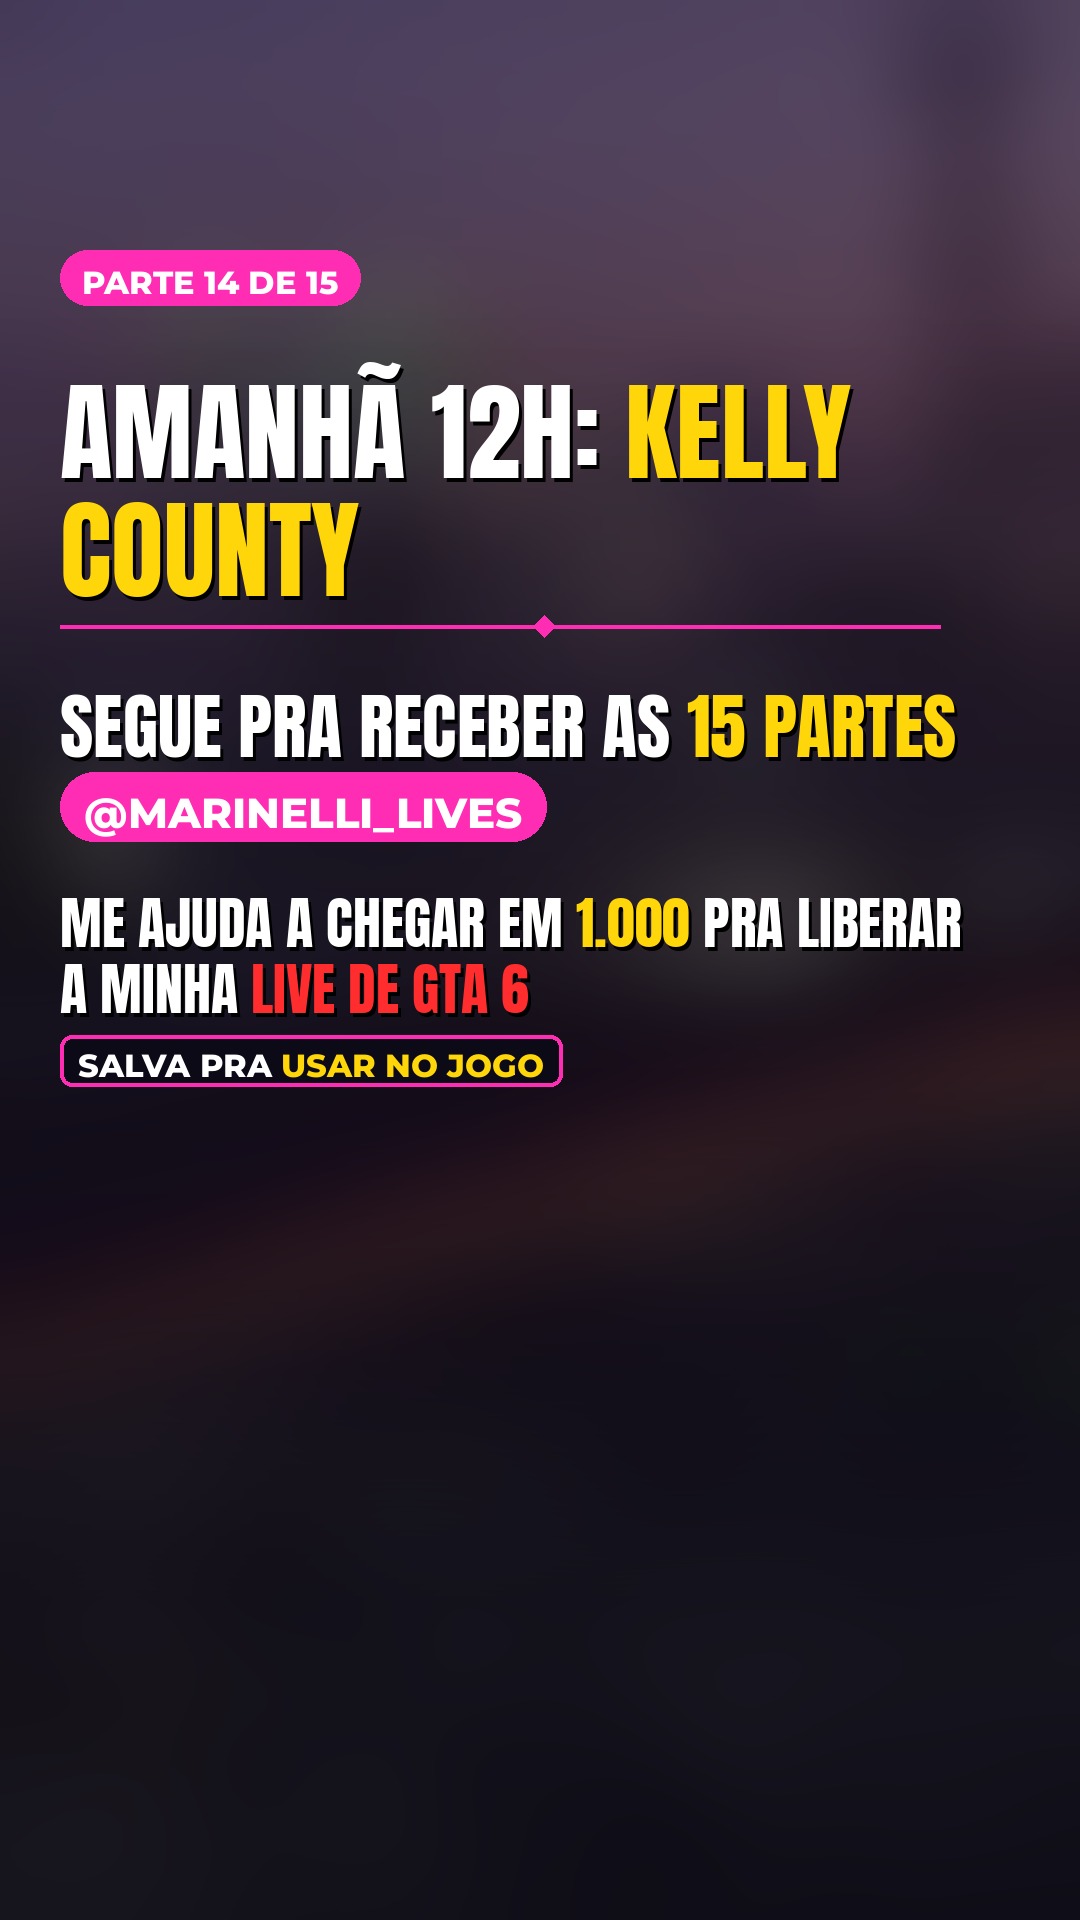 PARTE 14 DE 15
AMANHÃ 12H: KELLY
COUNTY
SEGUE PRA RECEBER AS 15 PARTES
@MARINELLI_LIVES
ME AJUDA A CHEGAR EM 1.000 PRA LIBERAR
A MINHA LIVE DE GTA 6
SALVA PRA USAR NO JOGO